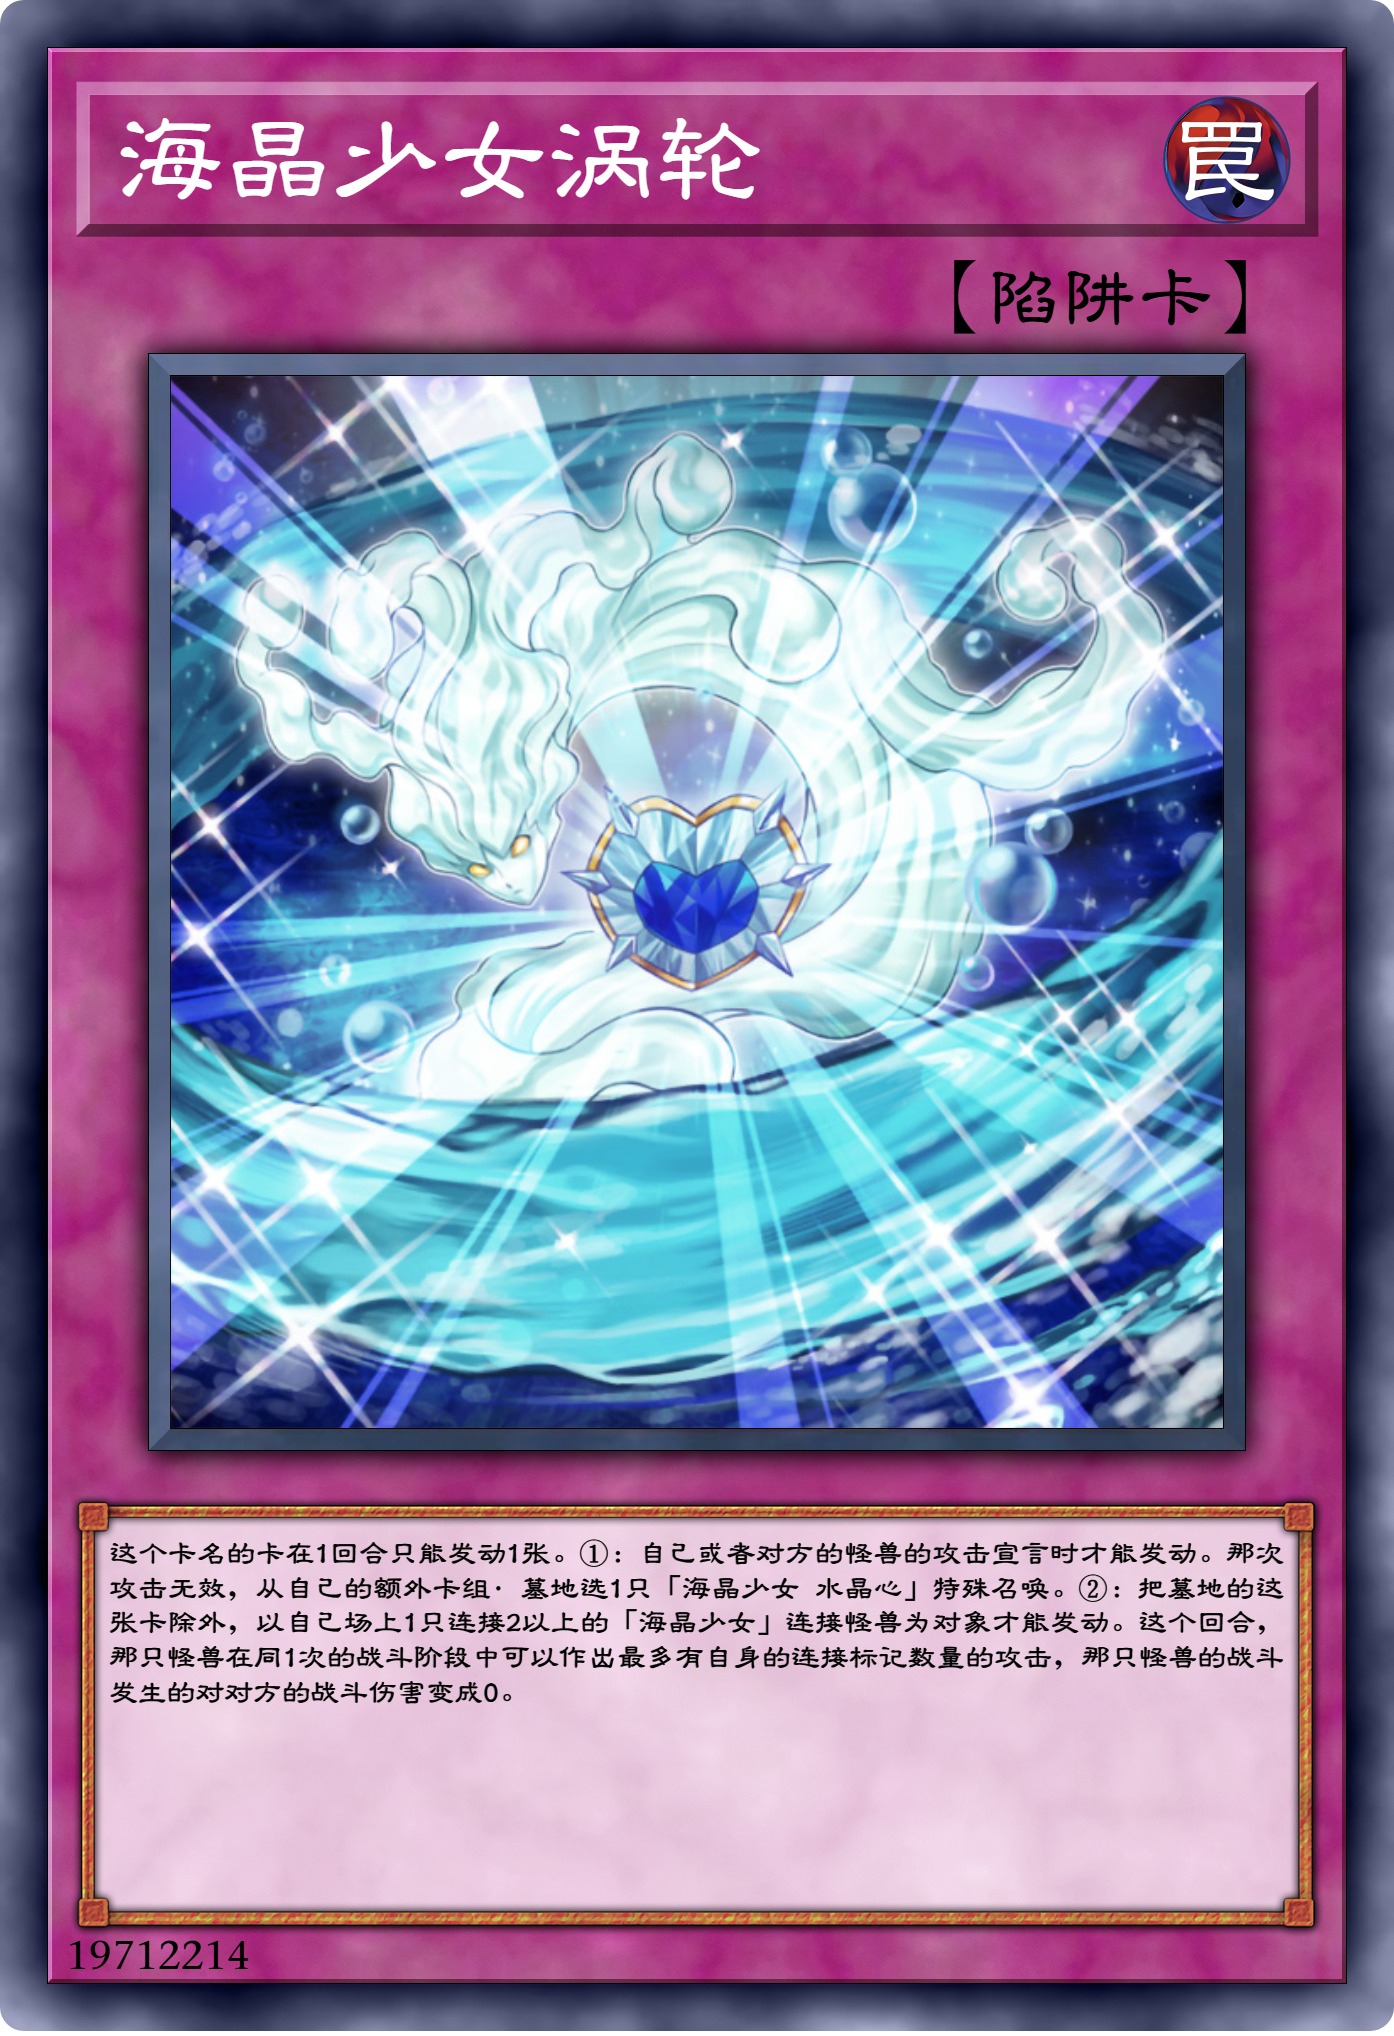 海晶少女涡轮
罠
【陷阱卡】
这个卡名的卡在1回合只能发动1张。①：自己或者对方的怪兽的攻击宣言时才能发动。那次
攻击无效，从自己的额外卡组·墓地选1只「海晶少女 水晶心」特殊召唤。②：把墓地的这
张卡除外，以自己场上1只连接2以上的「海晶少女」连接怪兽为对象才能发动。这个回合，
那只怪兽在同1次的战斗阶段中可以作出最多有自身的连接标记数量的攻击，那只怪兽的战斗
发生的对对方的战斗伤害变成0。
19712214